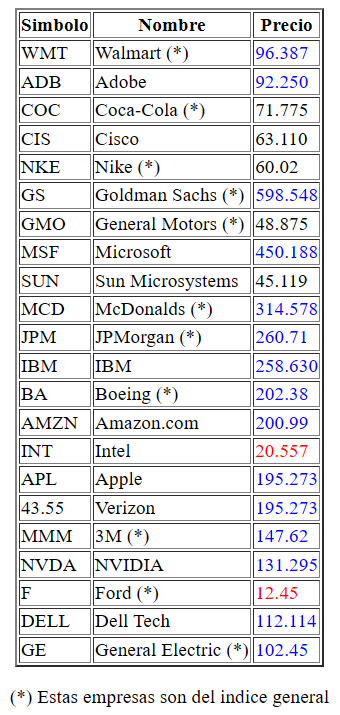 Simbolo Nombre Precio
WMT Walmart (*) 96.387
ADB Adobe 92.250
COC Coca-Cola (*) 71.775
CIS Cisco 63.110
NKE Nike (*) 60.02
GS Goldman Sachs (*) 598.548
GMO General Motors (*) 48.875
MSF Microsoft 450.188
SUN Sun Microsystems 45.119
MCD McDonalds (*) 314.578
JPM JPMorgan (*) 260.71
IBM IBM 258.630
BA Boeing (*) 202.38
AMZN Amazon.com 200.99
INT Intel 20.557
APL Apple 195.273
43.55 Verizon 195.273
MMM 3M (*) 147.62
NVDA NVIDIA 131.295
F Ford (*) 12.45
DELL Dell Tech 112.114
GE General Electric (*) 102.45
(*) Estas empresas son del indice general